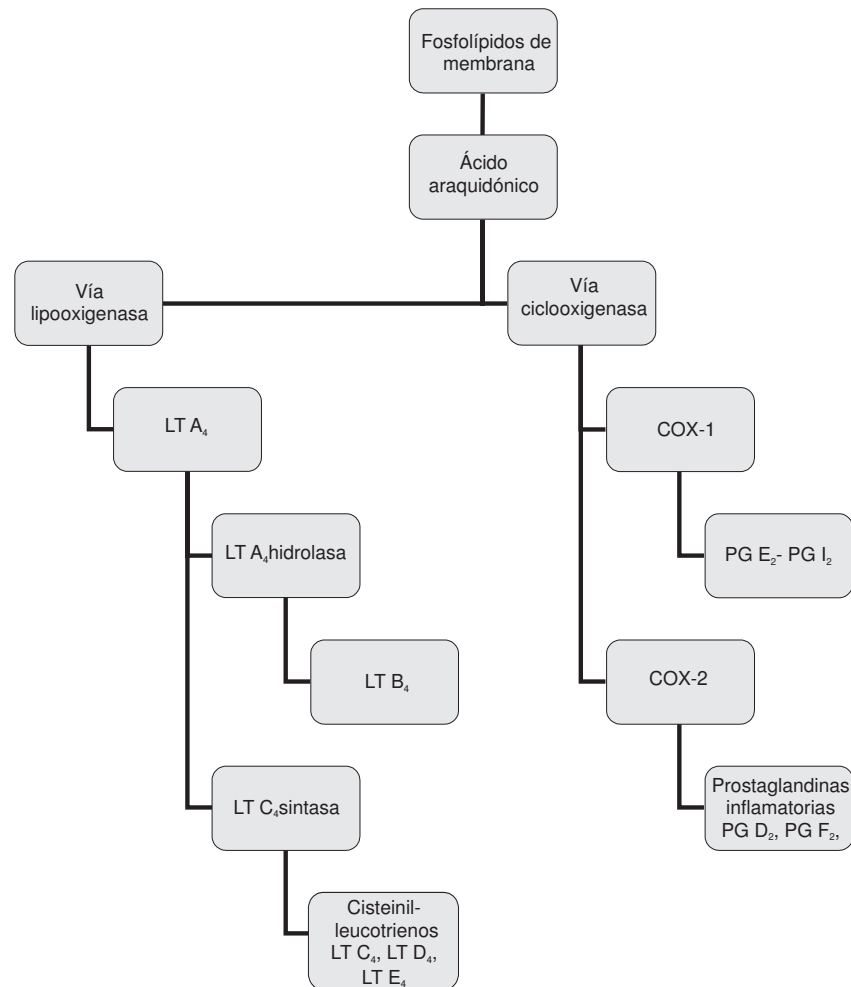 Fosfolípidos de
membrana
Ácido
araquidónico
Vía
lipooxigenasa
Vía
ciclooxigenasa
LT A₄
COX-1
LT A₄hidrolasa
PG E₂- PG I₂
LT B₄
COX-2
LT C₄sintasa
Prostaglandinas
inflamatorias
PG D₂, PG F₂,
Cisteinil-
leucotrienos
LT C₄, LT D₄,
LT E₄